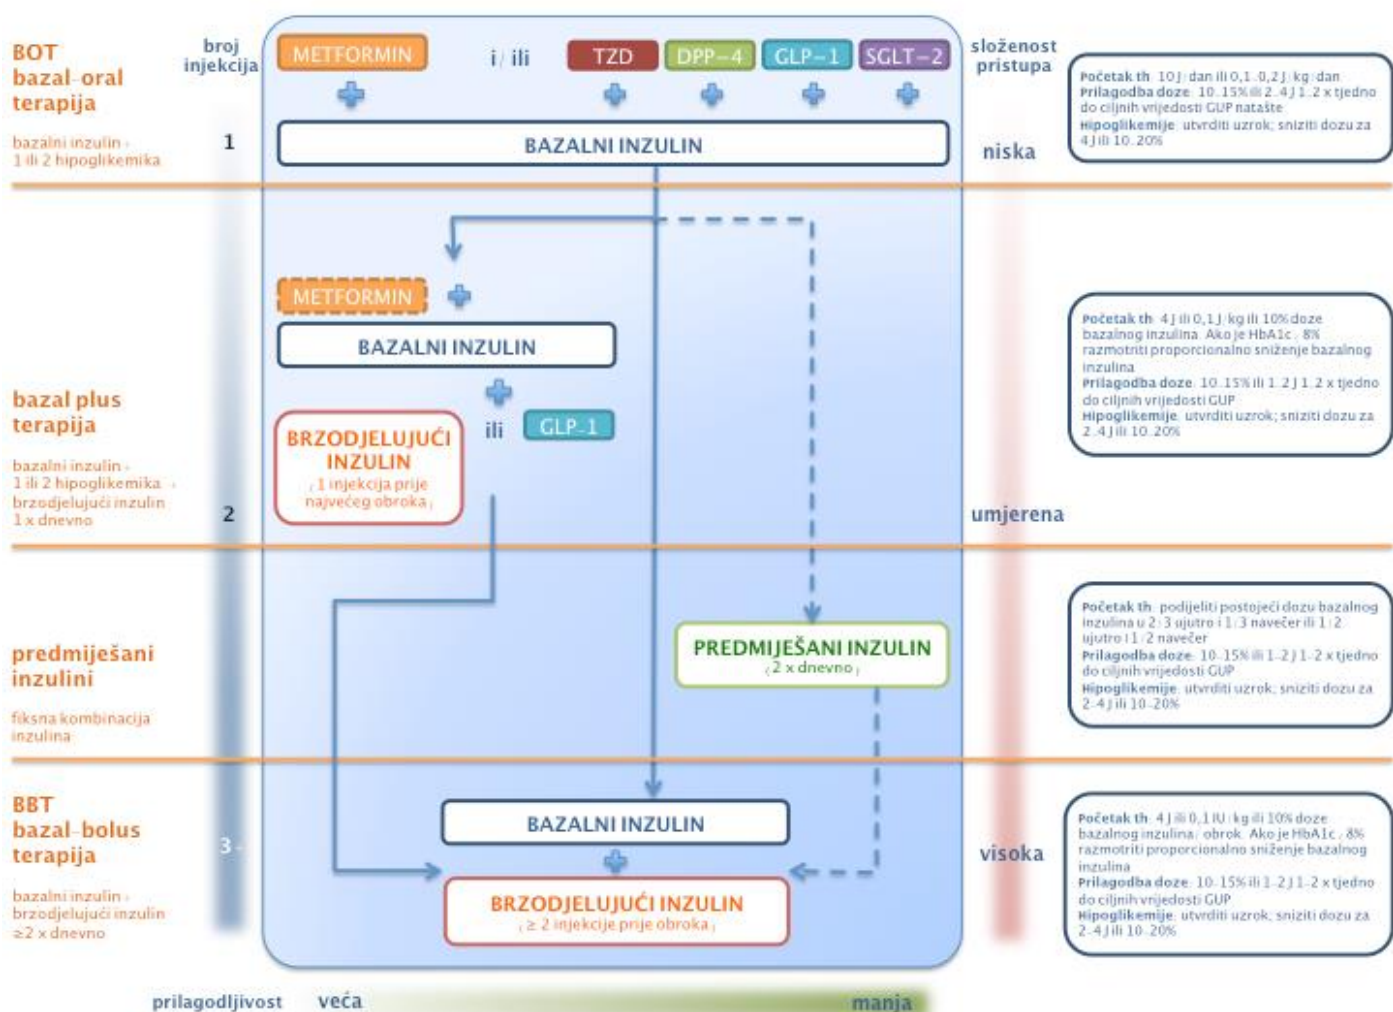 BOT
bazal-oral
terapija
bazalni inzulin +
1 ili 2 hipoglikemika
broj
injekcija
METFORMIN
i/ ili
TZD
DPP-4
GLP-1
SGLT-2
složenost
pristupa
1
BAZALNI INZULIN
niska
Početak th: 10 J/dan ili 0,1-0,2 J/kg/dan
Prilagodba doze: 10-15% ili 2-4 J 1-2 x tjedno
do ciljnih vrijedosti GUP natašte
Hipoglikemije: utvrditi uzrok; sniziti dozu za
4 J ili 10-20%
METFORMIN
BAZALNI INZULIN
bazal plus
terapija
bazalni inzulin +
1 ili 2 hipoglikemika +
brzodjelujući inzulin
1 x dnevno
BRZODJELUJUĆI
INZULIN
(1 injekcija prije
najvećeg obroka)
ili
GLP-1
2
umjerena
Početak th: 4 J ili 0,1 J/kg ili 10% doze
bazalnog inzulina. Ako je HbA1c 8%
razmotriti proporcionalno sniženje bazalnog
inzulina
Prilagodba doze: 10-15% ili 1-2 J 1-2 x tjedno
do ciljnih vrijedosti GUP
Hipoglikemije: utvrditi uzrok; sniziti dozu za
2-4 J ili 10-20%
predmiješani
inzulini
fiksna kombinacija
inzulina
PREDMIJEŠANI INZULIN
(2 x dnevno)
Početak th: podijeliti postojeći dozu bazalnog
inzulina u 2/3 ujutro i 1/3 navečer ili 1/2
ujutro i 1/2 navečer
Prilagodba doze: 10-15% ili 1-2 J 1-2 x tjedno
do ciljnih vrijedosti GUP
Hipoglikemije: utvrditi uzrok; sniziti dozu za
2-4 J ili 10-20%
BBT
bazal-bolus
terapija
bazalni inzulin +
brzodjelujući inzulin
≥2 x dnevno
3
BAZALNI INZULIN
BRZODJELUJUĆI INZULIN
(≥ 2 injekcije prije obroka)
visoka
Početak th: 4 J ili 0,1 IU/kg ili 10% doze
bazalnog inzulina/ obrok. Ako je HbA1c 8%
razmotriti proporcionalno sniženje bazalnog
inzulina
Prilagodba doze: 10-15% ili 1-2 J 1-2 x tjedno
do ciljnih vrijedosti GUP
Hipoglikemije: utvrditi uzrok; sniziti dozu za
2-4 J ili 10-20%
prilagodljivost
veća
manja